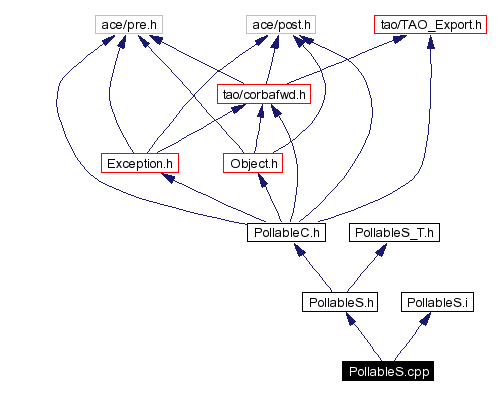 ace/pre.h
ace/post.h
tao/TAO_Export.h
tao/corbafwd.h
Exception.h
Object.h
PollableC.h
PollableS_T.h
PollableS.h
PollableS.i
PollableS.cpp